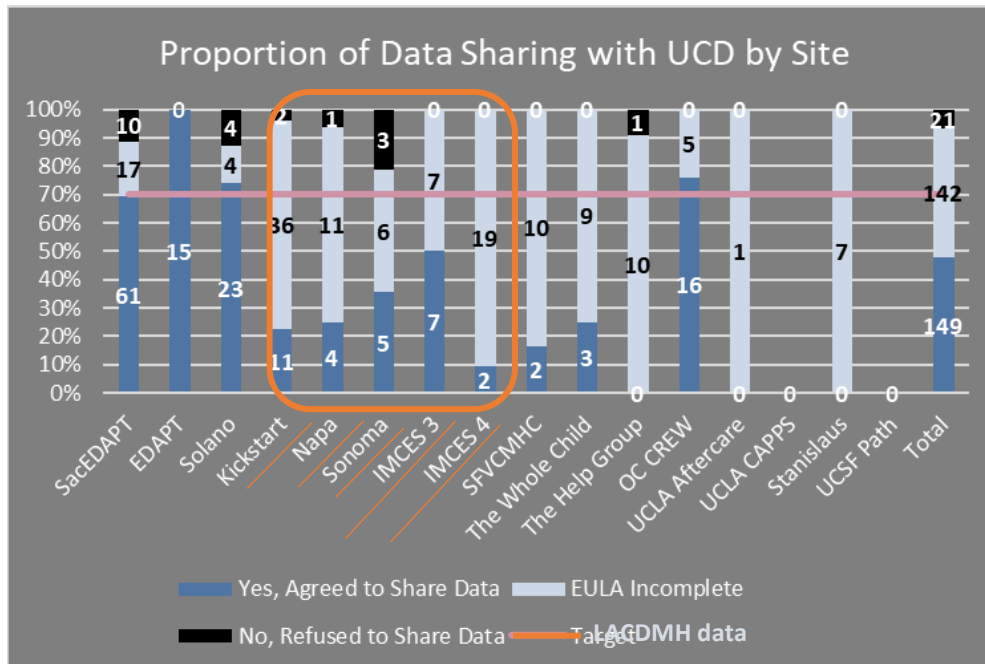 Proportion of Data Sharing with UCD by Site
100%
90%
80%
70%
60%
50%
40%
30%
20%
10%
0%
10
0
4
2
1
3
0
0
0
0
1
0
0
0
21
17
4
36
11
6
7
19
10
9
10
5
1
7
142
61
15
23
11
4
5
7
2
2
3
0
16
0
0
0
0
149
SacEDAPT
EDAPT
Solano
Kickstart
Napa
Sonoma
IMCES 3
IMCES 4
SFVCMHC
The Whole Child
The Help Group
OC CREW
UCLA Aftercare
UCLA CAPPS
Stanislaus
UCSF Path
Total
Yes, Agreed to Share Data
EULA Incomplete
No, Refused to Share Data
Target
LACDMH data